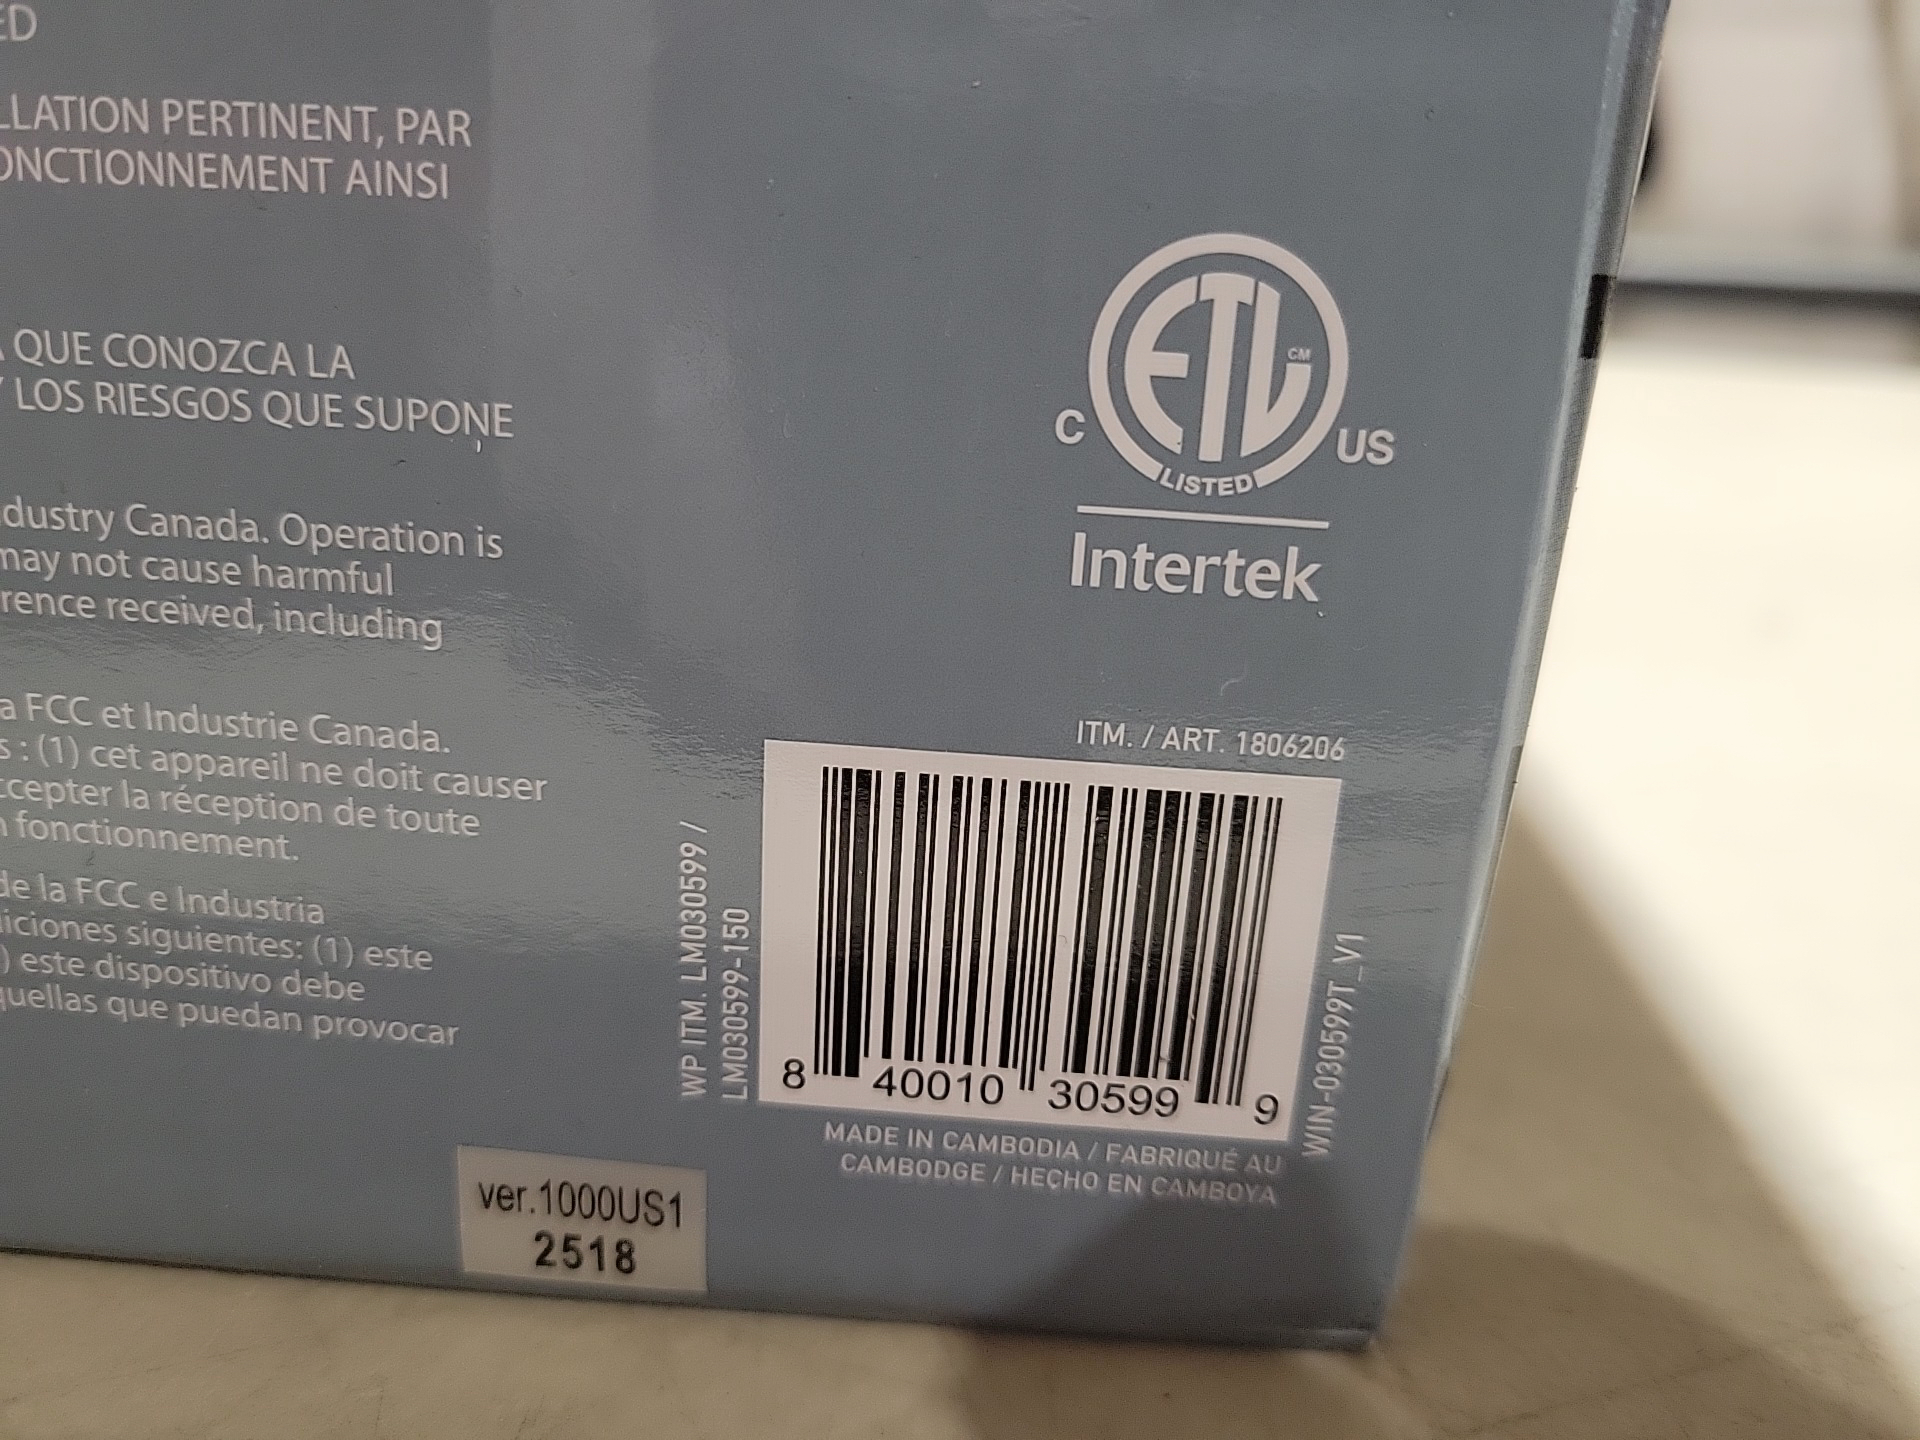 ED
LLATION PERTINENT, PAR
ONCTIONNEMENT AINSI
QUE CONOZCA LA
LOS RIESGOS QUE SUPONE
dustry Canada. Operation is
may not cause harmful
rence received, including
a FCC et Industrie Canada.
s : (1) cet appareil ne doit causer
ccepter la réception de toute
n fonctionnement.
de la FCC e Industria
diciones siguientes: (1) este
) este dispositivo debe
quellas que puedan provocar
ETL CM
C US
LISTED
Intertek
ITM. / ART. 1806206
WP ITM. LM030599 /
LM030599-150
8 40010 30599 9
WIN-030599T_V1
MADE IN CAMBODIA / FABRIQUÉ AU
CAMBODGE / HECHO EN CAMBOYA
ver.1000US1
2518